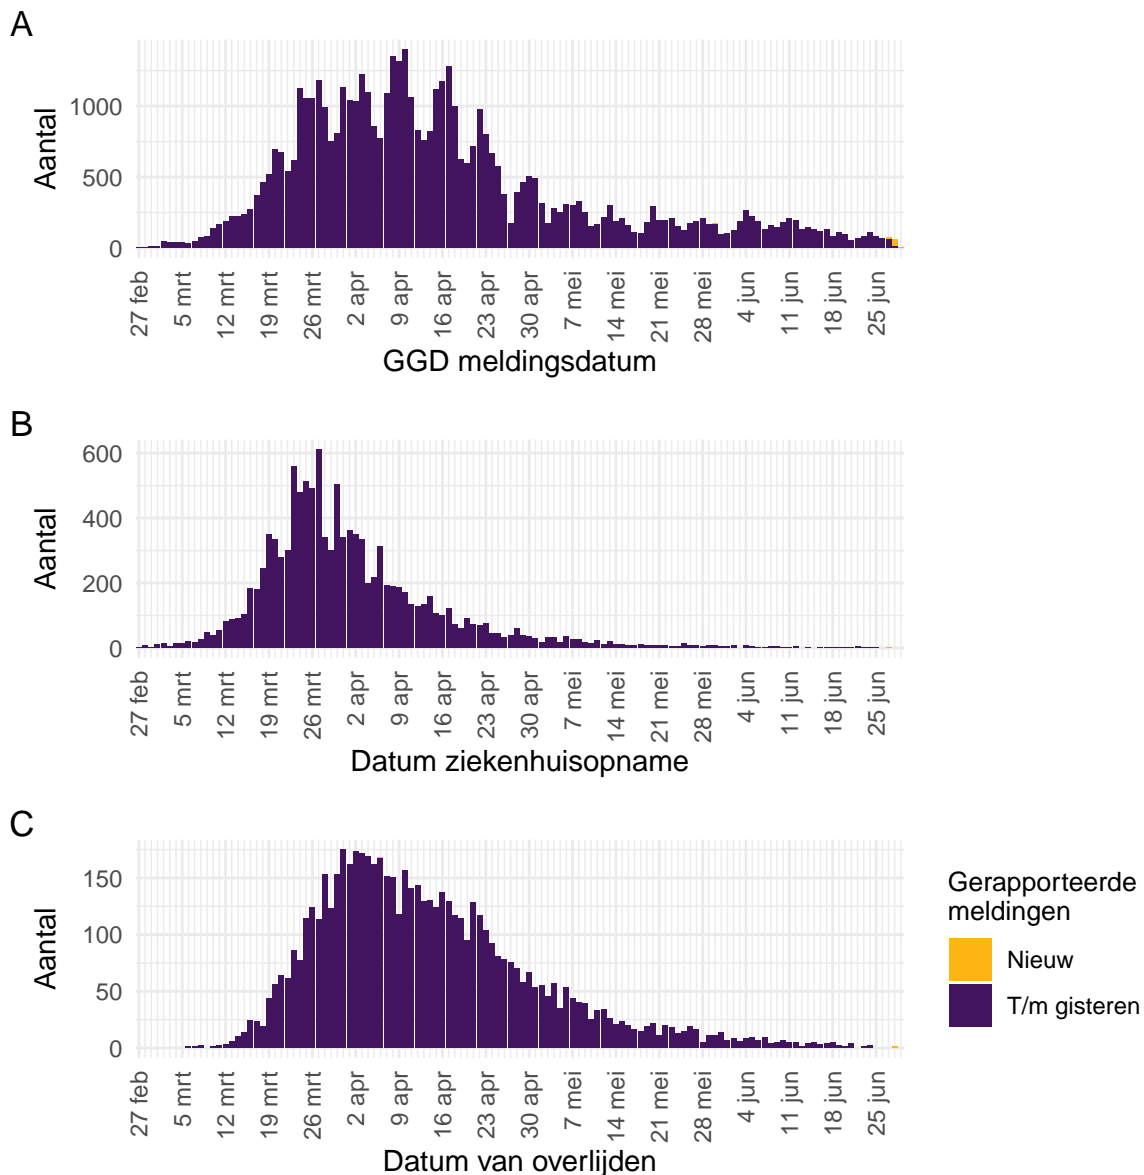 A
Aantal
1000
500
0
27 feb
5 mrt
12 mrt
19 mrt
26 mrt
2 apr
9 apr
16 apr
23 apr
30 apr
7 mei
14 mei
21 mei
28 mei
4 jun
11 jun
18 jun
25 jun
GGD meldingsdatum
B
Aantal
600
400
200
0
27 feb
5 mrt
12 mrt
19 mrt
26 mrt
2 apr
9 apr
16 apr
23 apr
30 apr
7 mei
14 mei
21 mei
28 mei
4 jun
11 jun
18 jun
25 jun
Datum ziekenhuisopname
C
Aantal
150
100
50
0
27 feb
5 mrt
12 mrt
19 mrt
26 mrt
2 apr
9 apr
16 apr
23 apr
30 apr
7 mei
14 mei
21 mei
28 mei
4 jun
11 jun
18 jun
25 jun
Datum van overlijden
Gerapporteerde
meldingen
Nieuw
T/m gisteren